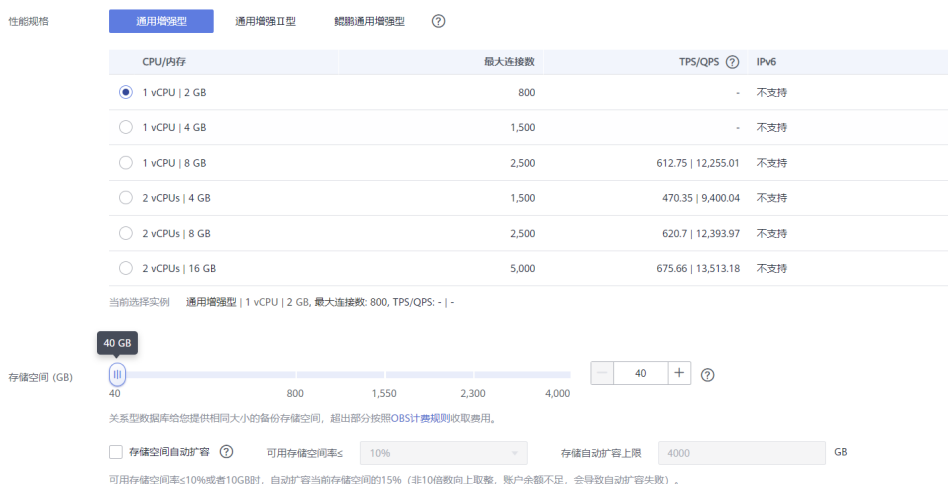 性能规格 通用增强型 通用增强II型 鲲鹏通用增强型 ?
CPU/内存 最大连接数 TPS/QPS ? IPv6
1 vCPU | 2 GB 800 - 不支持
1 vCPU | 4 GB 1,500 - 不支持
1 vCPU | 8 GB 2,500 612.75 | 12,255.01 不支持
2 vCPUs | 4 GB 1,500 470.35 | 9,400.04 不支持
2 vCPUs | 8 GB 2,500 620.7 | 12,393.97 不支持
2 vCPUs | 16 GB 5,000 675.66 | 13,513.18 不支持
当前选择实例 通用增强型 | 1 vCPU | 2 GB, 最大连接数: 800, TPS/QPS: - | -
40 GB
存储空间 (GB) 40 ?
40 800 1,550 2,300 4,000
关系型数据库给您提供相同大小的备份存储空间，超出部分按照OBS计费规则收取费用。
存储空间自动扩容 ? 可用存储空间率≤ 10% 存储自动扩容上限 4000 GB
可用存储空间率≤10%或者10GB时，自动扩容当前存储空间的15%（非10倍数向上取整，账户余额不足，会导致自动扩容失败）。